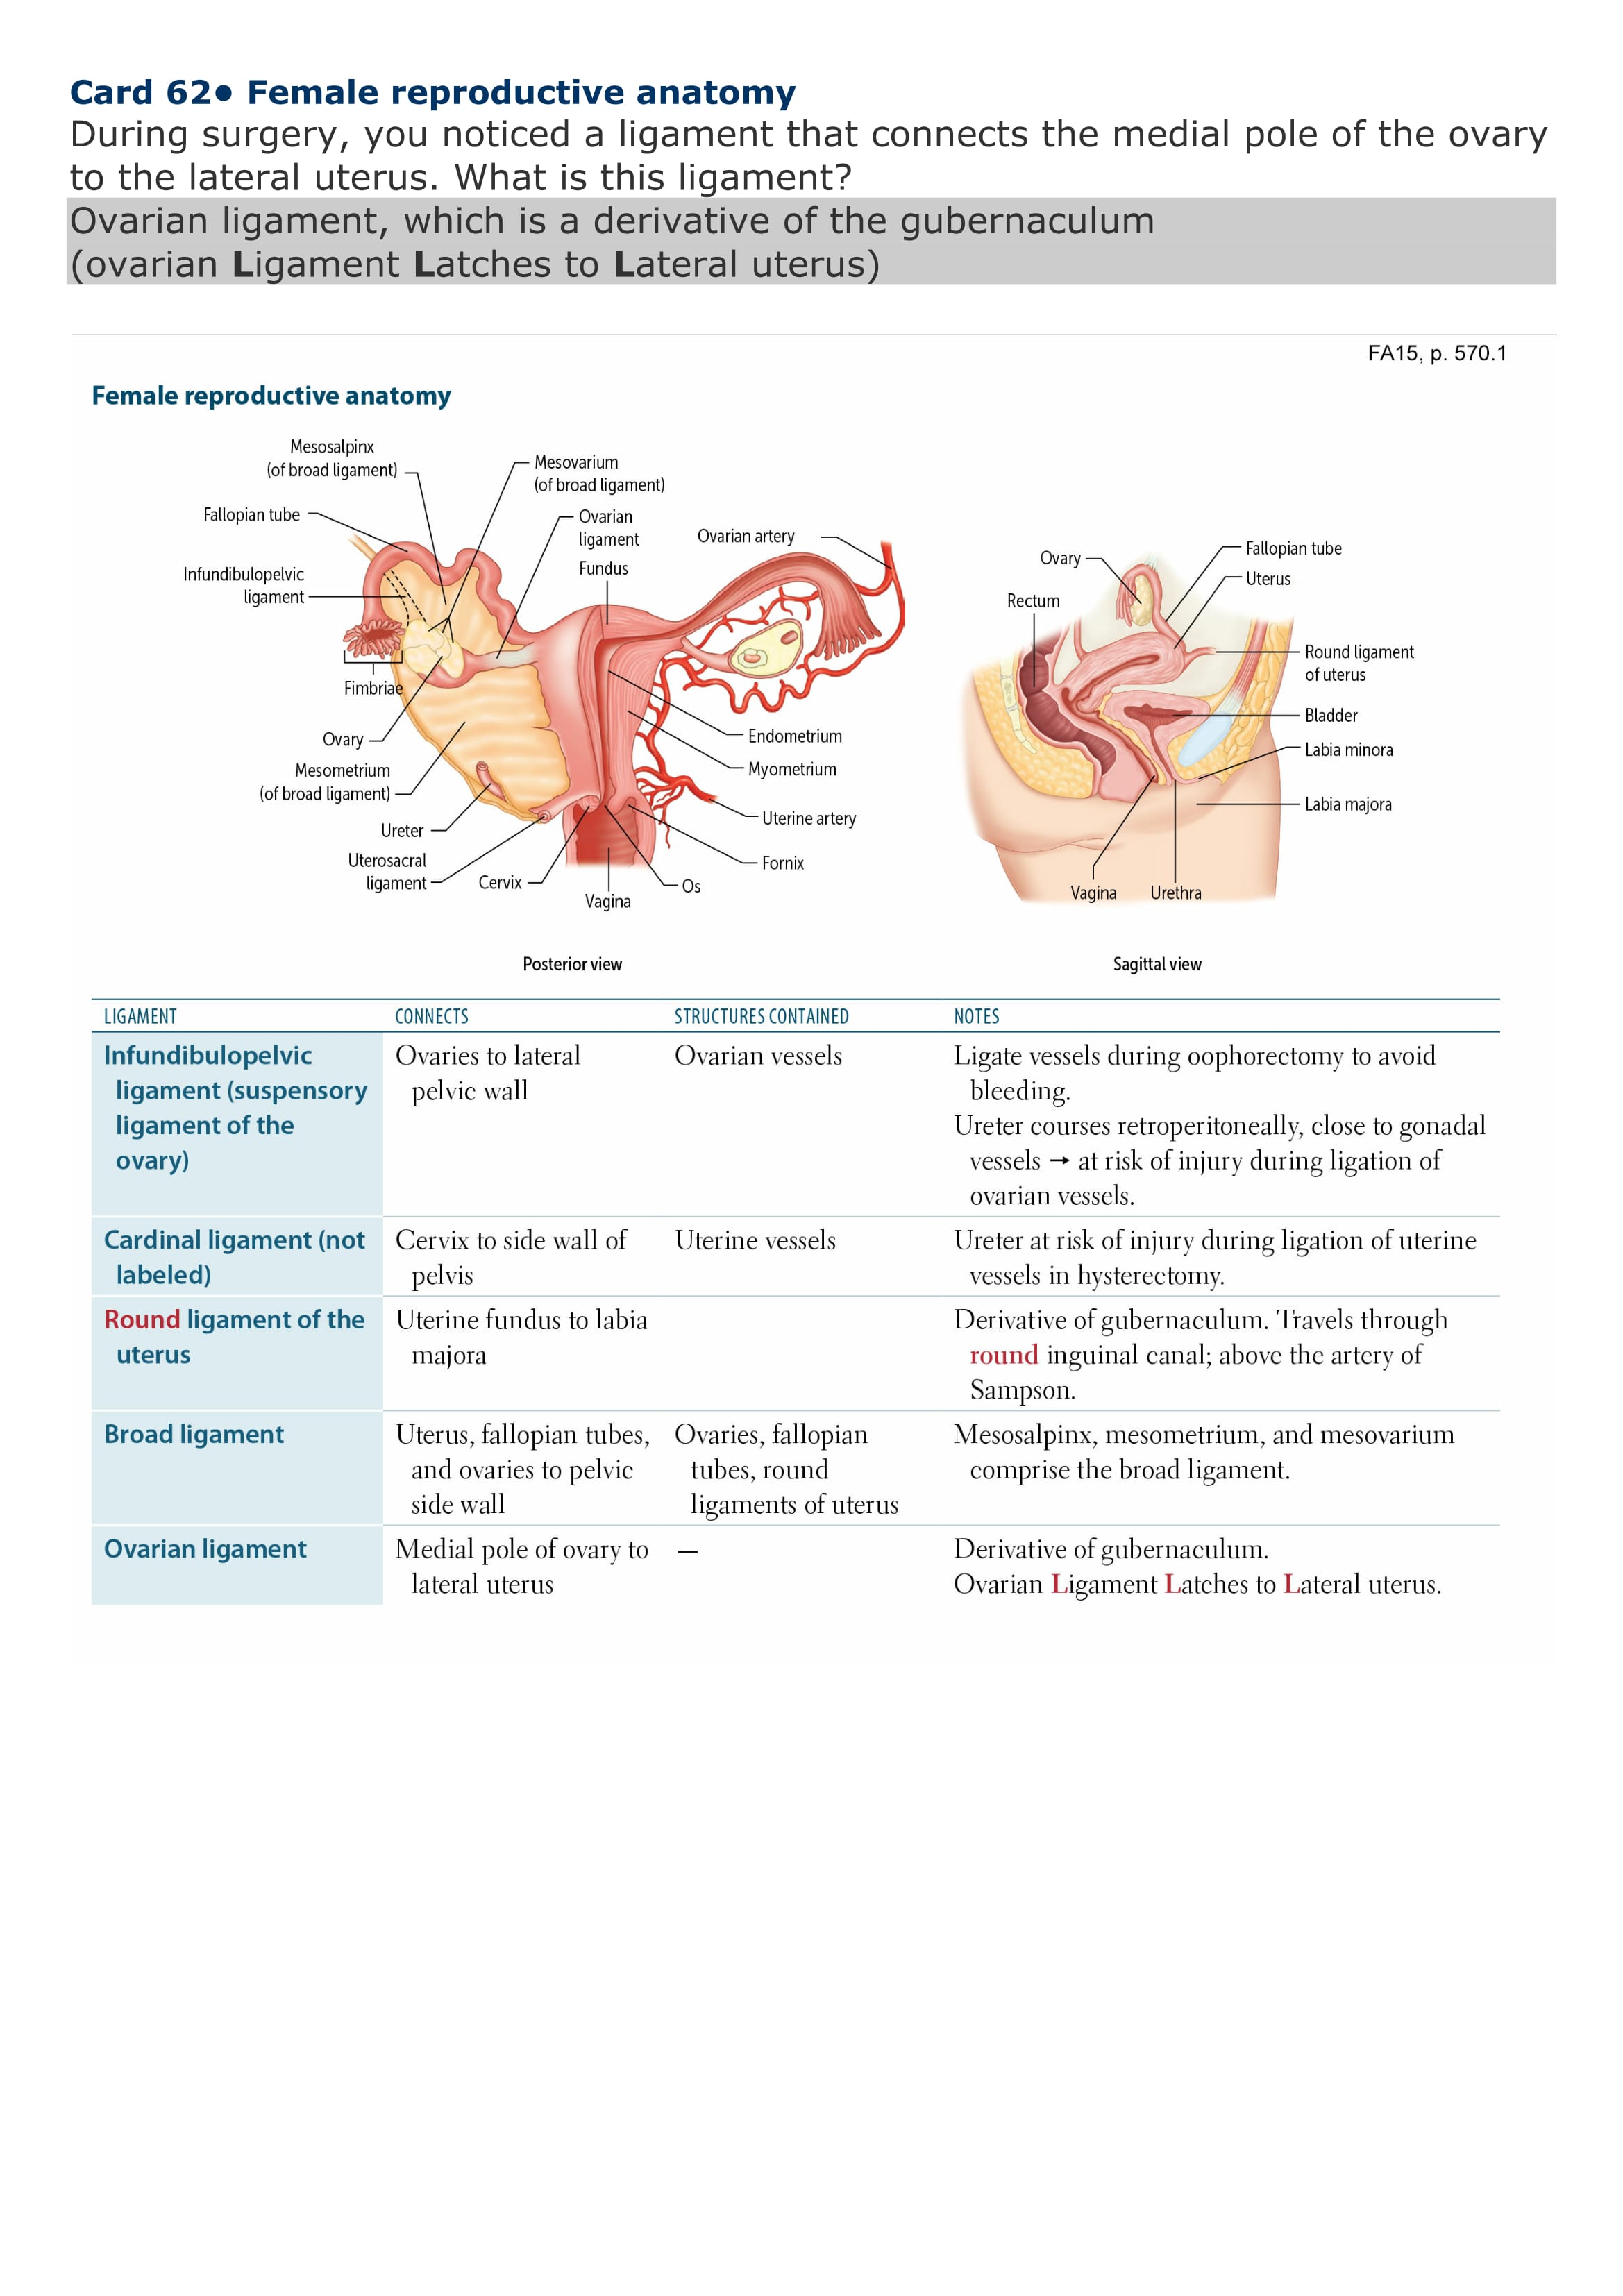 Card 62● Female reproductive anatomy
During surgery, you noticed a ligament that connects the medial pole of the ovary
to the lateral uterus. What is this ligament?
Ovarian ligament, which is a derivative of the gubernaculum
(ovarian Ligament Latches to Lateral uterus)
FA15, p. 570.1
Female reproductive anatomy
Mesosalpinx
(of broad ligament)
Mesovarium
(of broad ligament)
Fallopian tube
Ovarian
ligament
Fundus
Ovarian artery
Infundibulopelvic
ligament
Fimbriae
Ovary
Mesometrium
(of broad ligament)
Ureter
Uterosacral
ligament
Cervix
Vagina
Os
Fornix
Uterine artery
Myometrium
Endometrium
Posterior view
Ovary
Rectum
Fallopian tube
Uterus
Round ligament
of uterus
Bladder
Labia minora
Labia majora
Vagina
Urethra
Sagittal view
LIGAMENT CONNECTS STRUCTURES CONTAINED NOTES
Infundibulopelvic
ligament (suspensory
ligament of the
ovary)
Ovaries to lateral
pelvic wall
Ovarian vessels
Ligate vessels during oophorectomy to avoid
bleeding.
Ureter courses retroperitoneally, close to gonadal
vessels → at risk of injury during ligation of
ovarian vessels.
Cardinal ligament (not
labeled)
Cervix to side wall of
pelvis
Uterine vessels
Ureter at risk of injury during ligation of uterine
vessels in hysterectomy.
Round ligament of the
uterus
Uterine fundus to labia
majora
Derivative of gubernaculum. Travels through
round inguinal canal; above the artery of
Sampson.
Broad ligament
Uterus, fallopian tubes,
and ovaries to pelvic
side wall
Ovaries, fallopian
tubes, round
ligaments of uterus
Mesosalpinx, mesometrium, and mesovarium
comprise the broad ligament.
Ovarian ligament
Medial pole of ovary to
lateral uterus
—
Derivative of gubernaculum.
Ovarian Ligament Latches to Lateral uterus.